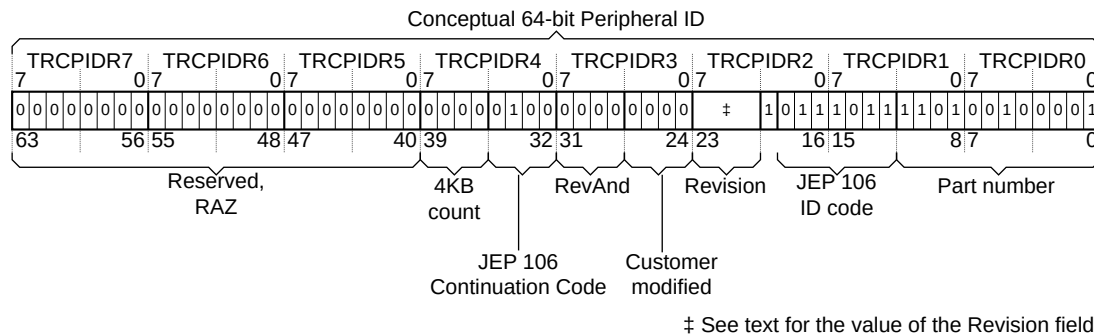 Conceptual 64-bit Peripheral ID
TRCPIDR7 TRCPIDR6 TRCPIDR5 TRCPIDR4 TRCPIDR3 TRCPIDR2 TRCPIDR1 TRCPIDR0
7 0 7 0 7 0 7 0 7 0 7 0 7 0 7 0
0 0 0 0 0 0 0 0 0 0 0 0 0 0 0 0 0 0 0 0 0 0 0 0 0 0 0 0 0 1 0 0 0 0 0 0 0 0 0 0 ‡ 1 0 1 1 1 0 1 1 1 1 0 1 0 0 1 0 0 0 0 1
63 56 55 48 47 40 39 32 31 24 23 16 15 8 7 0
Reserved, RAZ
4KB count
RevAnd
Revision
JEP 106 ID code
Part number
JEP 106 Continuation Code
Customer modified
‡ See text for the value of the Revision field